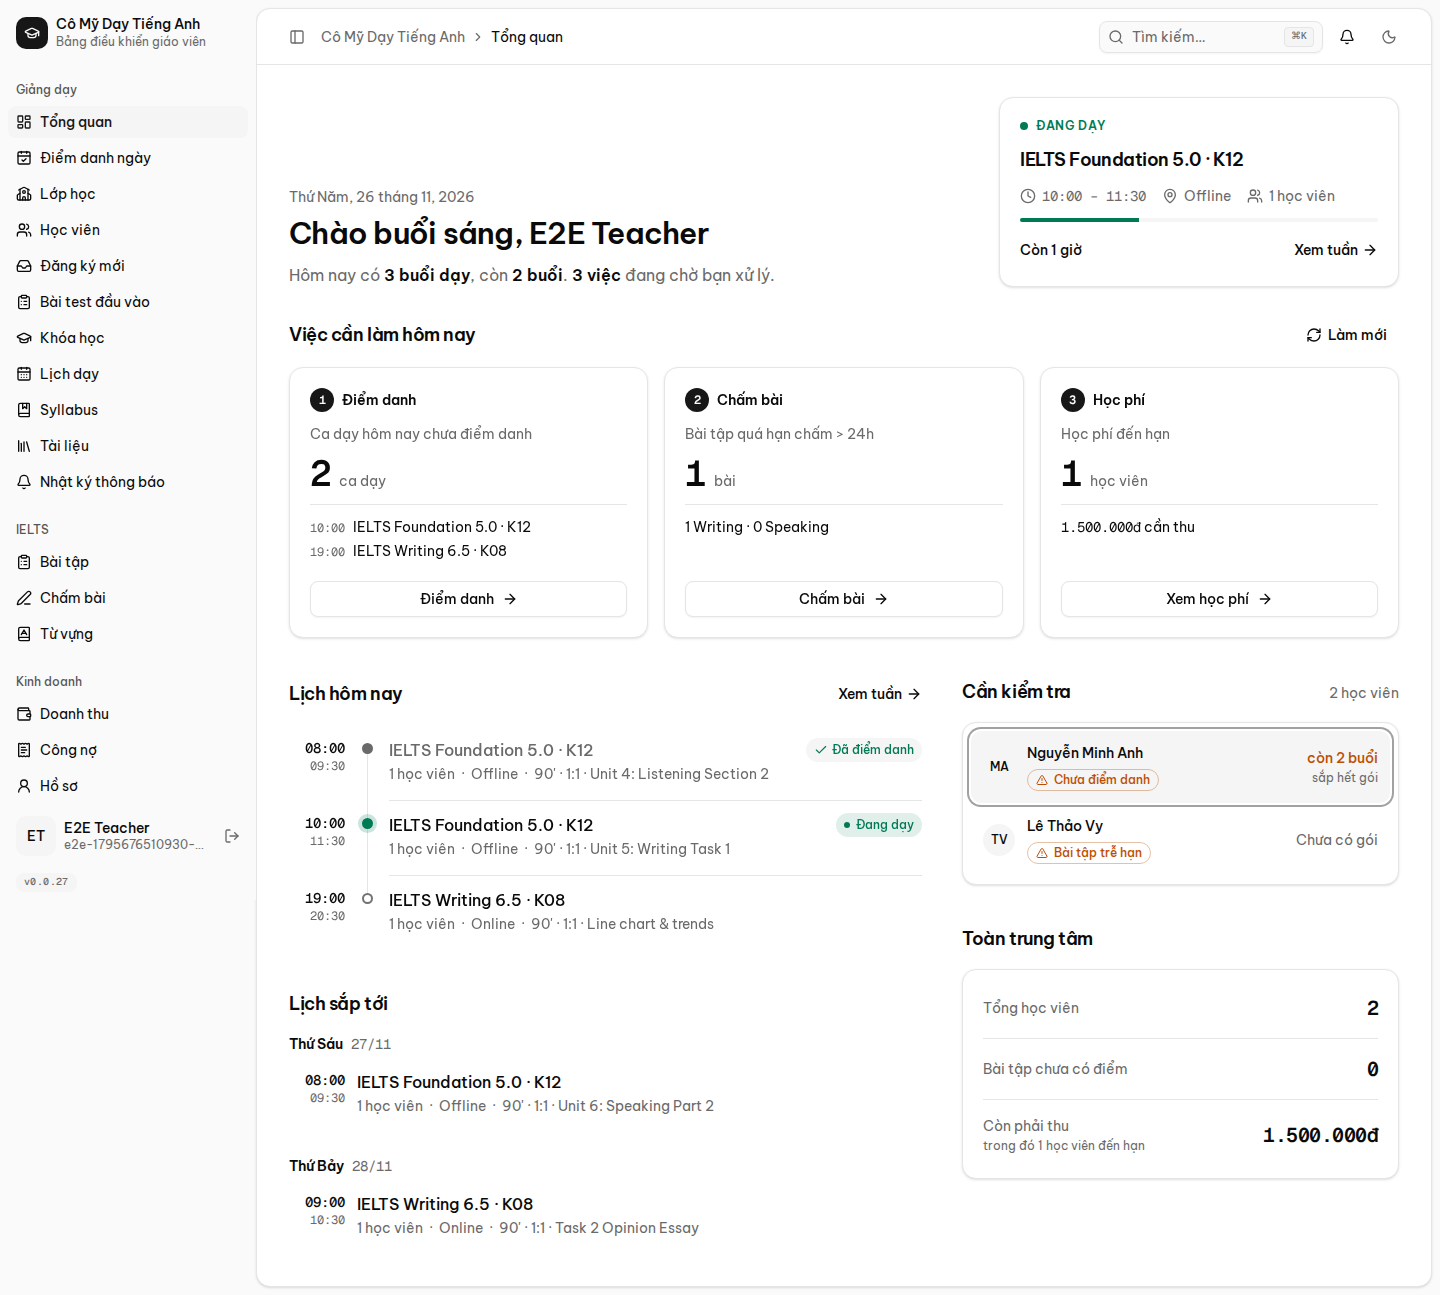 Cô Mỹ Dạy Tiếng Anh
Bảng điều khiển giáo viên
Giảng dạy
Tổng quan
Điểm danh ngày
Lớp học
Học viên
Đăng ký mới
Bài test đầu vào
Khóa học
Lịch dạy
Syllabus
Tài liệu
Nhật ký thông báo
IELTS
Bài tập
Chấm bài
Từ vựng
Kinh doanh
Doanh thu
Công nợ
Hồ sơ
ET
E2E Teacher
e2e-1795676510930-...
v0.0.27
Cô Mỹ Dạy Tiếng Anh > Tổng quan
Tìm kiếm...
⌘K
Thứ Năm, 26 tháng 11, 2026
Chào buổi sáng, E2E Teacher
Hôm nay có 3 buổi dạy, còn 2 buổi. 3 việc đang chờ bạn xử lý.
ĐANG DẠY
IELTS Foundation 5.0 · K12
10:00 - 11:30 Offline 1 học viên
Còn 1 giờ
Xem tuần →
Việc cần làm hôm nay
Làm mới
1 Điểm danh
Ca dạy hôm nay chưa điểm danh
2 ca dạy
10:00 IELTS Foundation 5.0 · K12
19:00 IELTS Writing 6.5 · K08
Điểm danh →
2 Chấm bài
Bài tập quá hạn chấm > 24h
1 bài
1 Writing · 0 Speaking
Chấm bài →
3 Học phí
Học phí đến hạn
1 học viên
1.500.000đ cần thu
Xem học phí →
Lịch hôm nay
Xem tuần →
08:00
09:30
IELTS Foundation 5.0 · K12
Đã điểm danh
1 học viên · Offline · 90' · 1:1 · Unit 4: Listening Section 2
10:00
11:30
IELTS Foundation 5.0 · K12
Đang dạy
1 học viên · Offline · 90' · 1:1 · Unit 5: Writing Task 1
19:00
20:30
IELTS Writing 6.5 · K08
1 học viên · Online · 90' · 1:1 · Line chart & trends
Lịch sắp tới
Thứ Sáu 27/11
08:00
09:30
IELTS Foundation 5.0 · K12
1 học viên · Offline · 90' · 1:1 · Unit 6: Speaking Part 2
Thứ Bảy 28/11
09:00
10:30
IELTS Writing 6.5 · K08
1 học viên · Online · 90' · 1:1 · Task 2 Opinion Essay
Cần kiểm tra
2 học viên
MA
Nguyễn Minh Anh
Chưa điểm danh
còn 2 buổi
sắp hết gói
TV
Lê Thảo Vy
Bài tập trễ hạn
Chưa có gói
Toàn trung tâm
Tổng học viên
2
Bài tập chưa có điểm
0
Còn phải thu
trong đó 1 học viên đến hạn
1.500.000đ